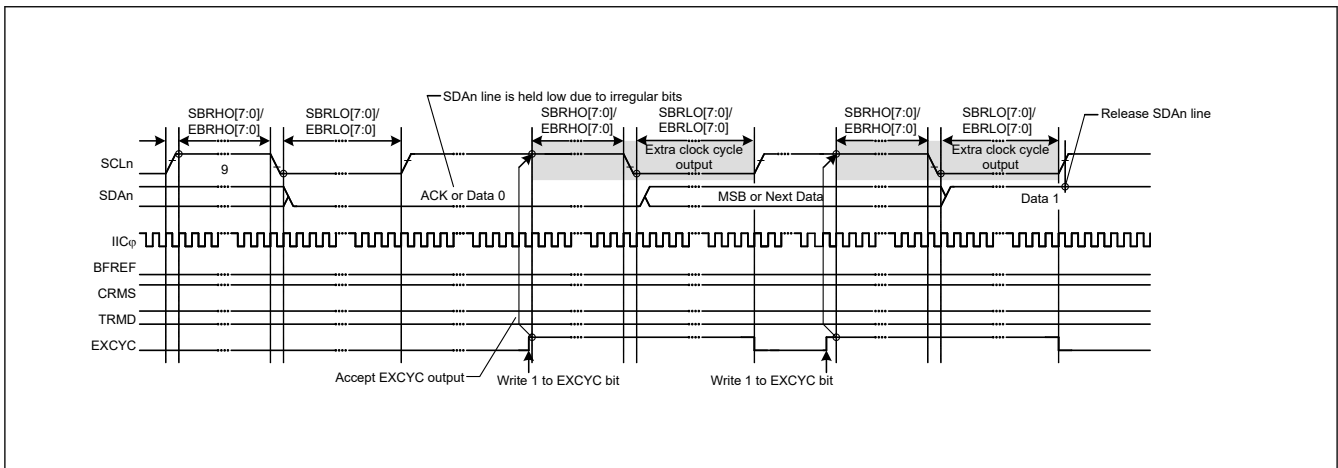 SDAn line is held low due to irregular bits
SBRHO[7:0]/
EBRHO[7:0]
SBRLO[7:0]/
EBRLO[7:0]
SBRHO[7:0]/
EBRHO[7:0]
SBRLO[7:0]/
EBRLO[7:0]
SBRHO[7:0]/
EBRHO[7:0]
SBRLO[7:0]/
EBRLO[7:0]
Release SDAn line
SCLn
9
Extra clock cycle
output
Extra clock cycle
output
SDAn
ACK or Data 0
MSB or Next Data
Data 1
IICφ
BFREF
CRMS
TRMD
EXCYC
Accept EXCYC output
Write 1 to EXCYC bit
Write 1 to EXCYC bit